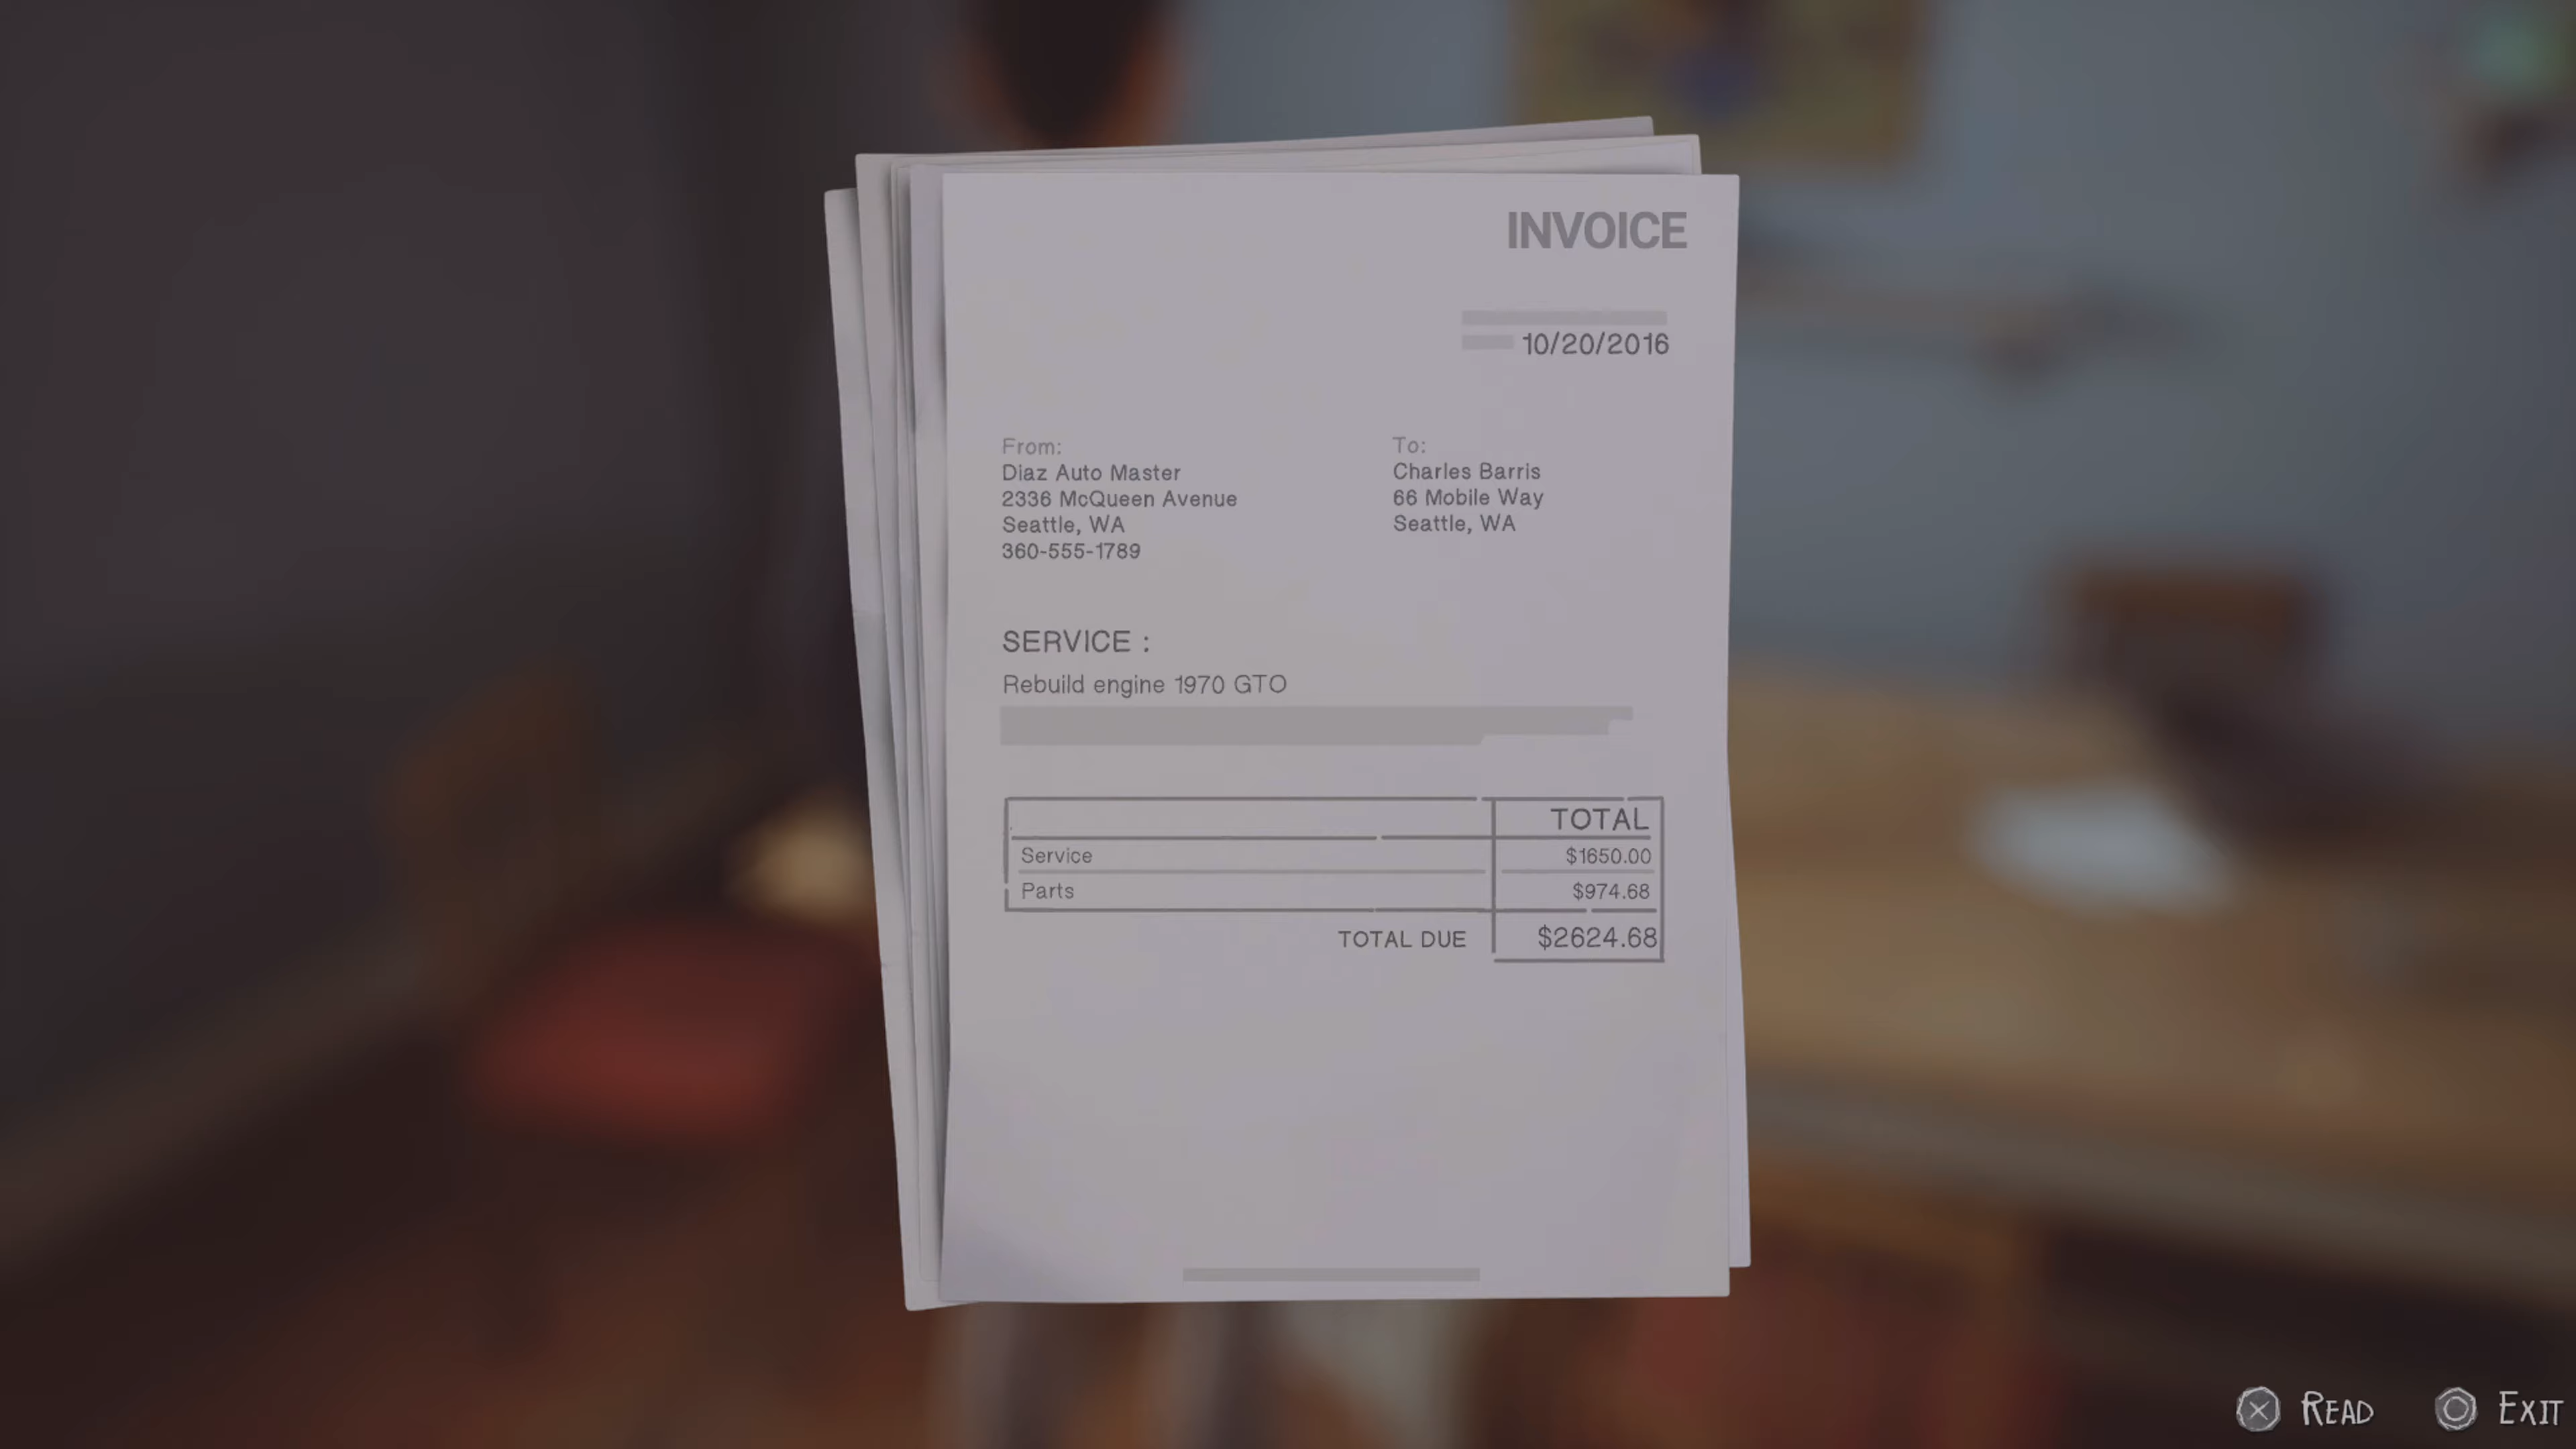 INVOICE
10/20/2016
From:
Diaz Auto Master
2336 McQueen Avenue
Seattle, WA
360-555-1789
To:
Charles Barris
66 Mobile Way
Seattle, WA
SERVICE :
Rebuild engine 1970 GTO
TOTAL
Service $1650.00
Parts $974.68
TOTAL DUE $2624.68
READ EXIT